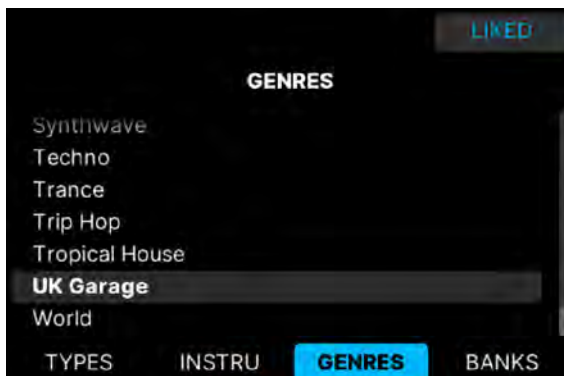 LIKED
GENRES
Synthwave
Techno
Trance
Trip Hop
Tropical House
UK Garage
World
TYPES INSTRU GENRES BANKS